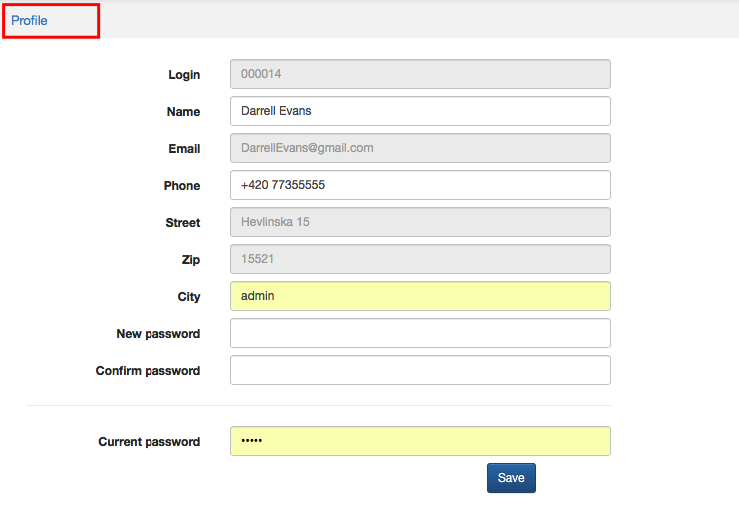 Profile
Login 000014
Name Darrell Evans
Email DarrellEvans@gmail.com
Phone +420 77355555
Street Hevlinska 15
Zip 15521
City admin
New password
Confirm password
Current password •••••
Save